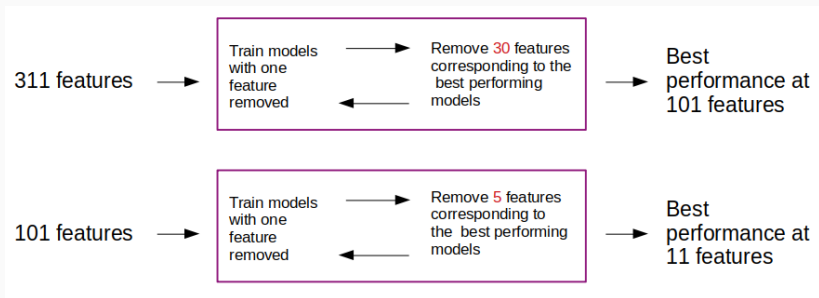 311 features
Train models
with one
feature
removed
Remove 30 features
corresponding to the
best performing
models
Best
performance at
101 features
101 features
Train models
with one
feature
removed
Remove 5 features
corresponding to
the best performing
models
Best
performance at
11 features